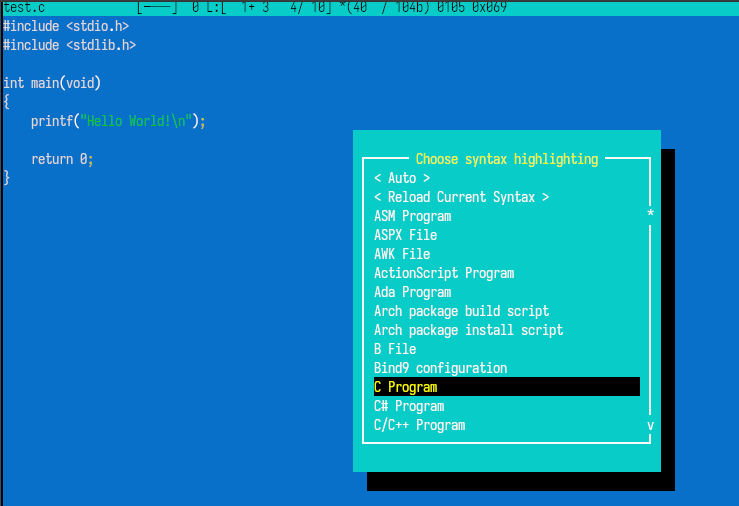 test.c [----] 0 L:[ 1+ 3 4/ 10] *(40 / 104b) 0105 0x069
#include <stdio.h>
#include <stdlib.h>
int main(void)
{
printf("Hello World!\n");
return 0;
}
Choose syntax highlighting
< Auto >
< Reload Current Syntax >
ASM Program *
ASPX File
AWK File
ActionScript Program
Ada Program
Arch package build script
Arch package install script
B File
Bind9 configuration
C Program
C# Program
C/C++ Program v